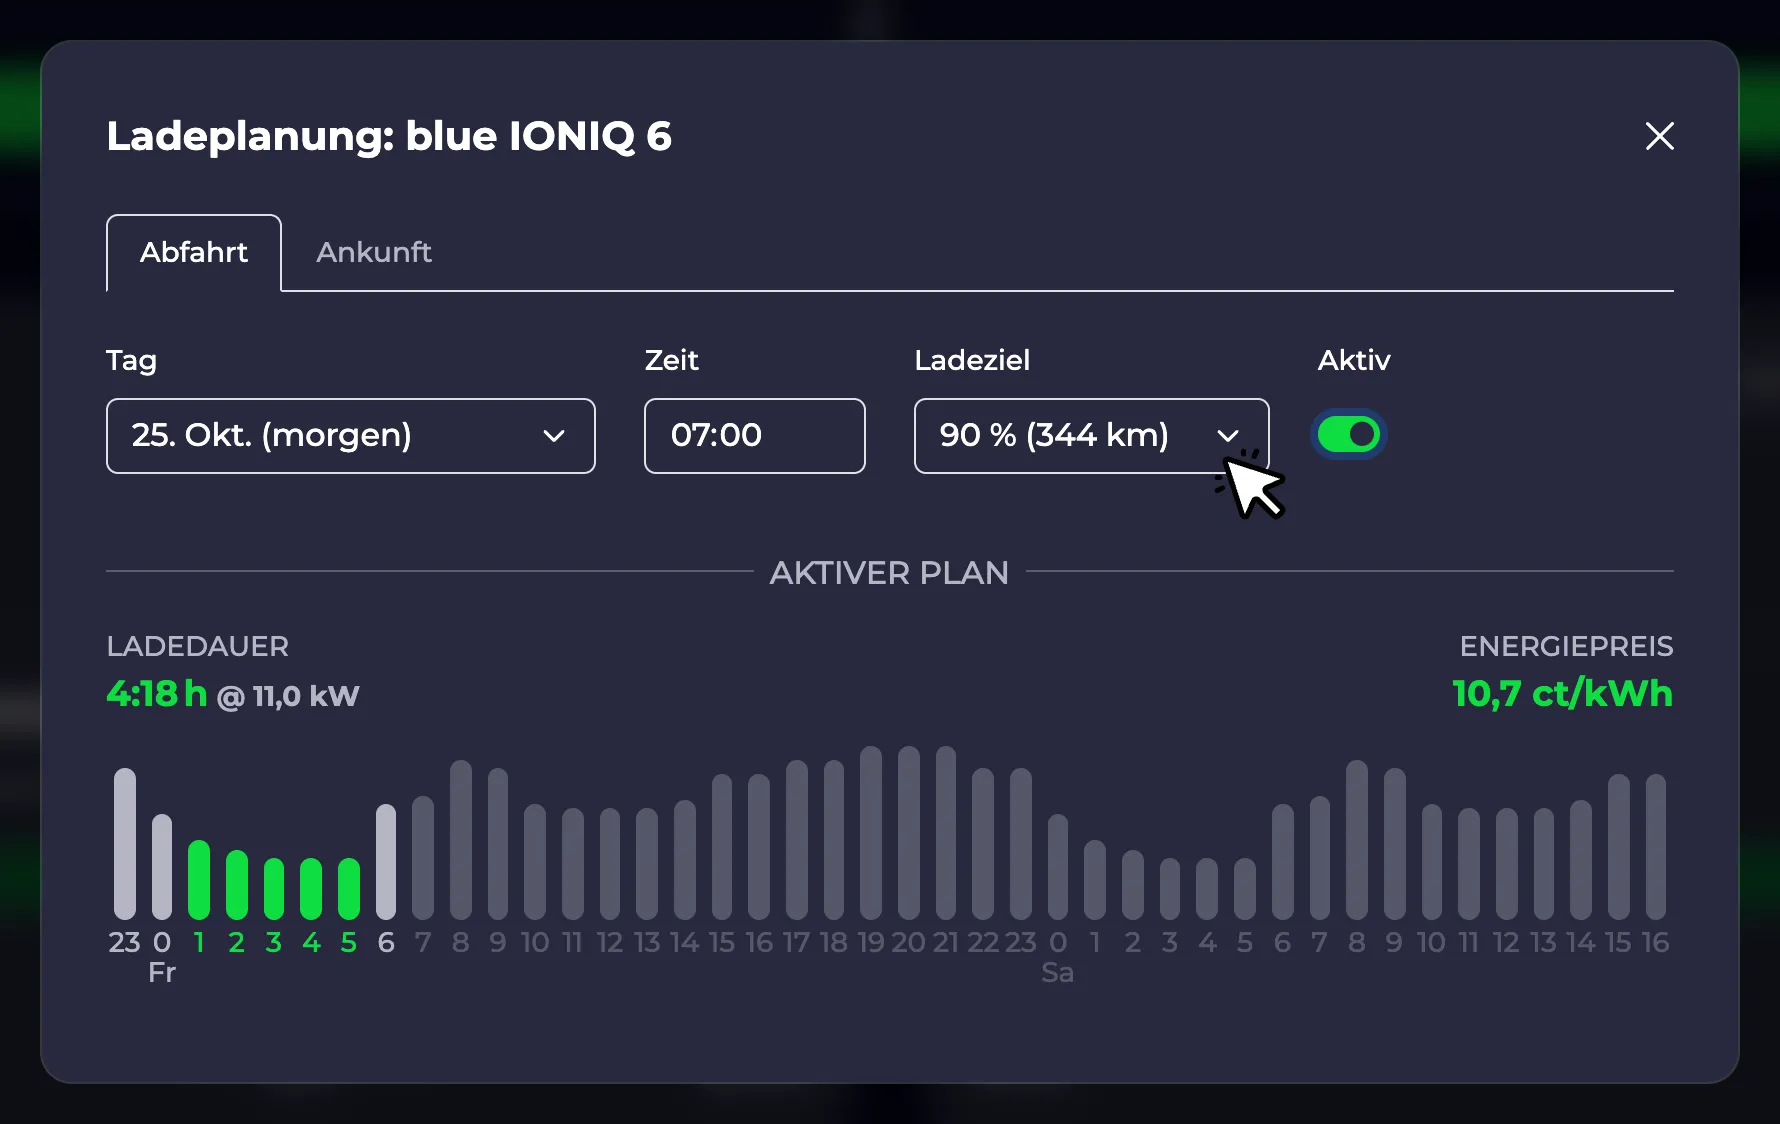 Ladeplanung: blue IONIQ 6
Abfahrt Ankunft
Tag Zeit Ladeziel Aktiv
25. Okt. (morgen) 07:00 90 % (344 km)
AKTIVER PLAN
LADEDAUER ENERGIEPREIS
4:18 h @ 11,0 kW 10,7 ct/kWh
23 0 1 2 3 4 5 6 7 8 9 10 11 12 13 14 15 16 17 18 19 20 21 22 23 0 1 2 3 4 5 6 7 8 9 10 11 12 13 14 15 16
Fr Sa